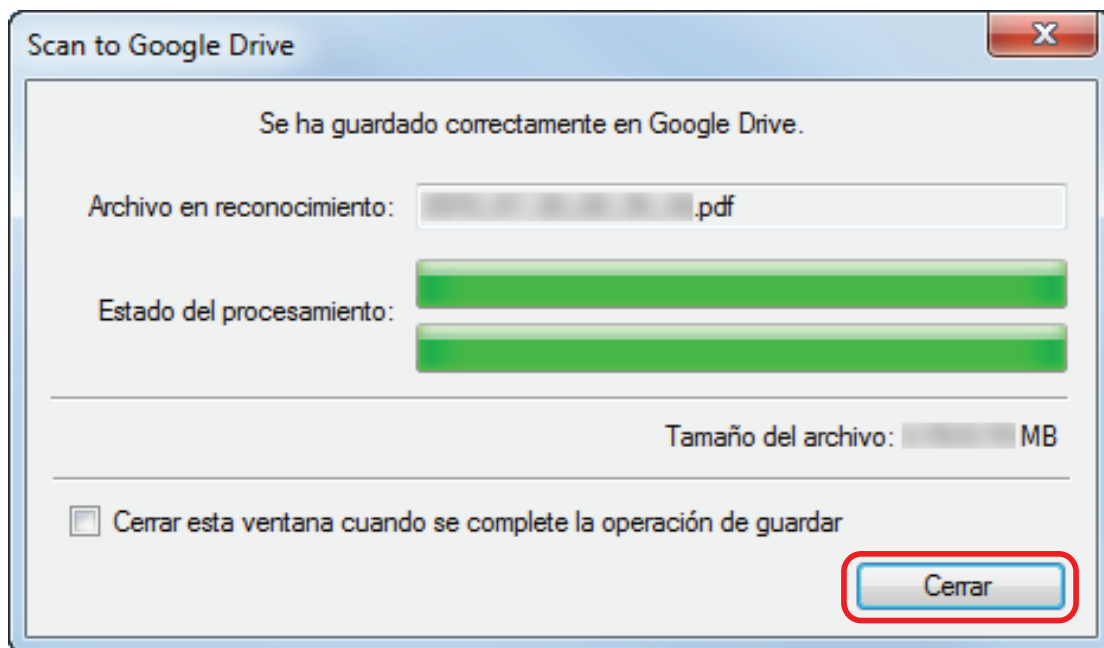 Scan to Google Drive
Se ha guardado correctamente en Google Drive.
Archivo en reconocimiento: .pdf
Estado del procesamiento:
Tamaño del archivo: MB
Cerrar esta ventana cuando se complete la operación de guardar
Cerrar